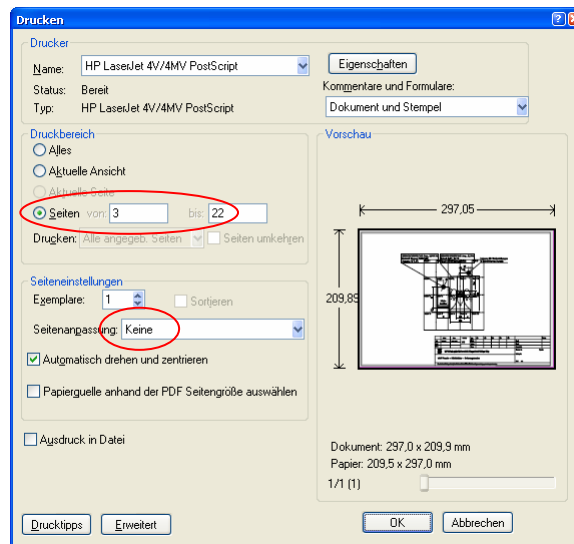 Drucken
Drucker
Name: HP LaserJet 4V/4MV PostScript
Eigenschaften
Status: Bereit
Kommentare und Formulare:
Typ: HP LaserJet 4V/4MV PostScript
Dokument und Stempel
Druckbereich
Alles
Aktuelle Ansicht
Aktuelle Seite
Seiten von: 3 bis: 22
Drucken: Alle angegeb. Seiten Seiten umkehren
Seiteneinstellungen
Exemplare: 1 Sortieren
Seitenanpassung: Keine
Automatisch drehen und zentrieren
Papierquelle anhand der PDF Seitengröße auswählen
Ausdruck in Datei
Vorschau
297,05
209,89
Dokument: 297,0 x 209,9 mm
Papier: 209,5 x 297,0 mm
1/1 (1)
Drucktipps
Erweitert
OK
Abbrechen